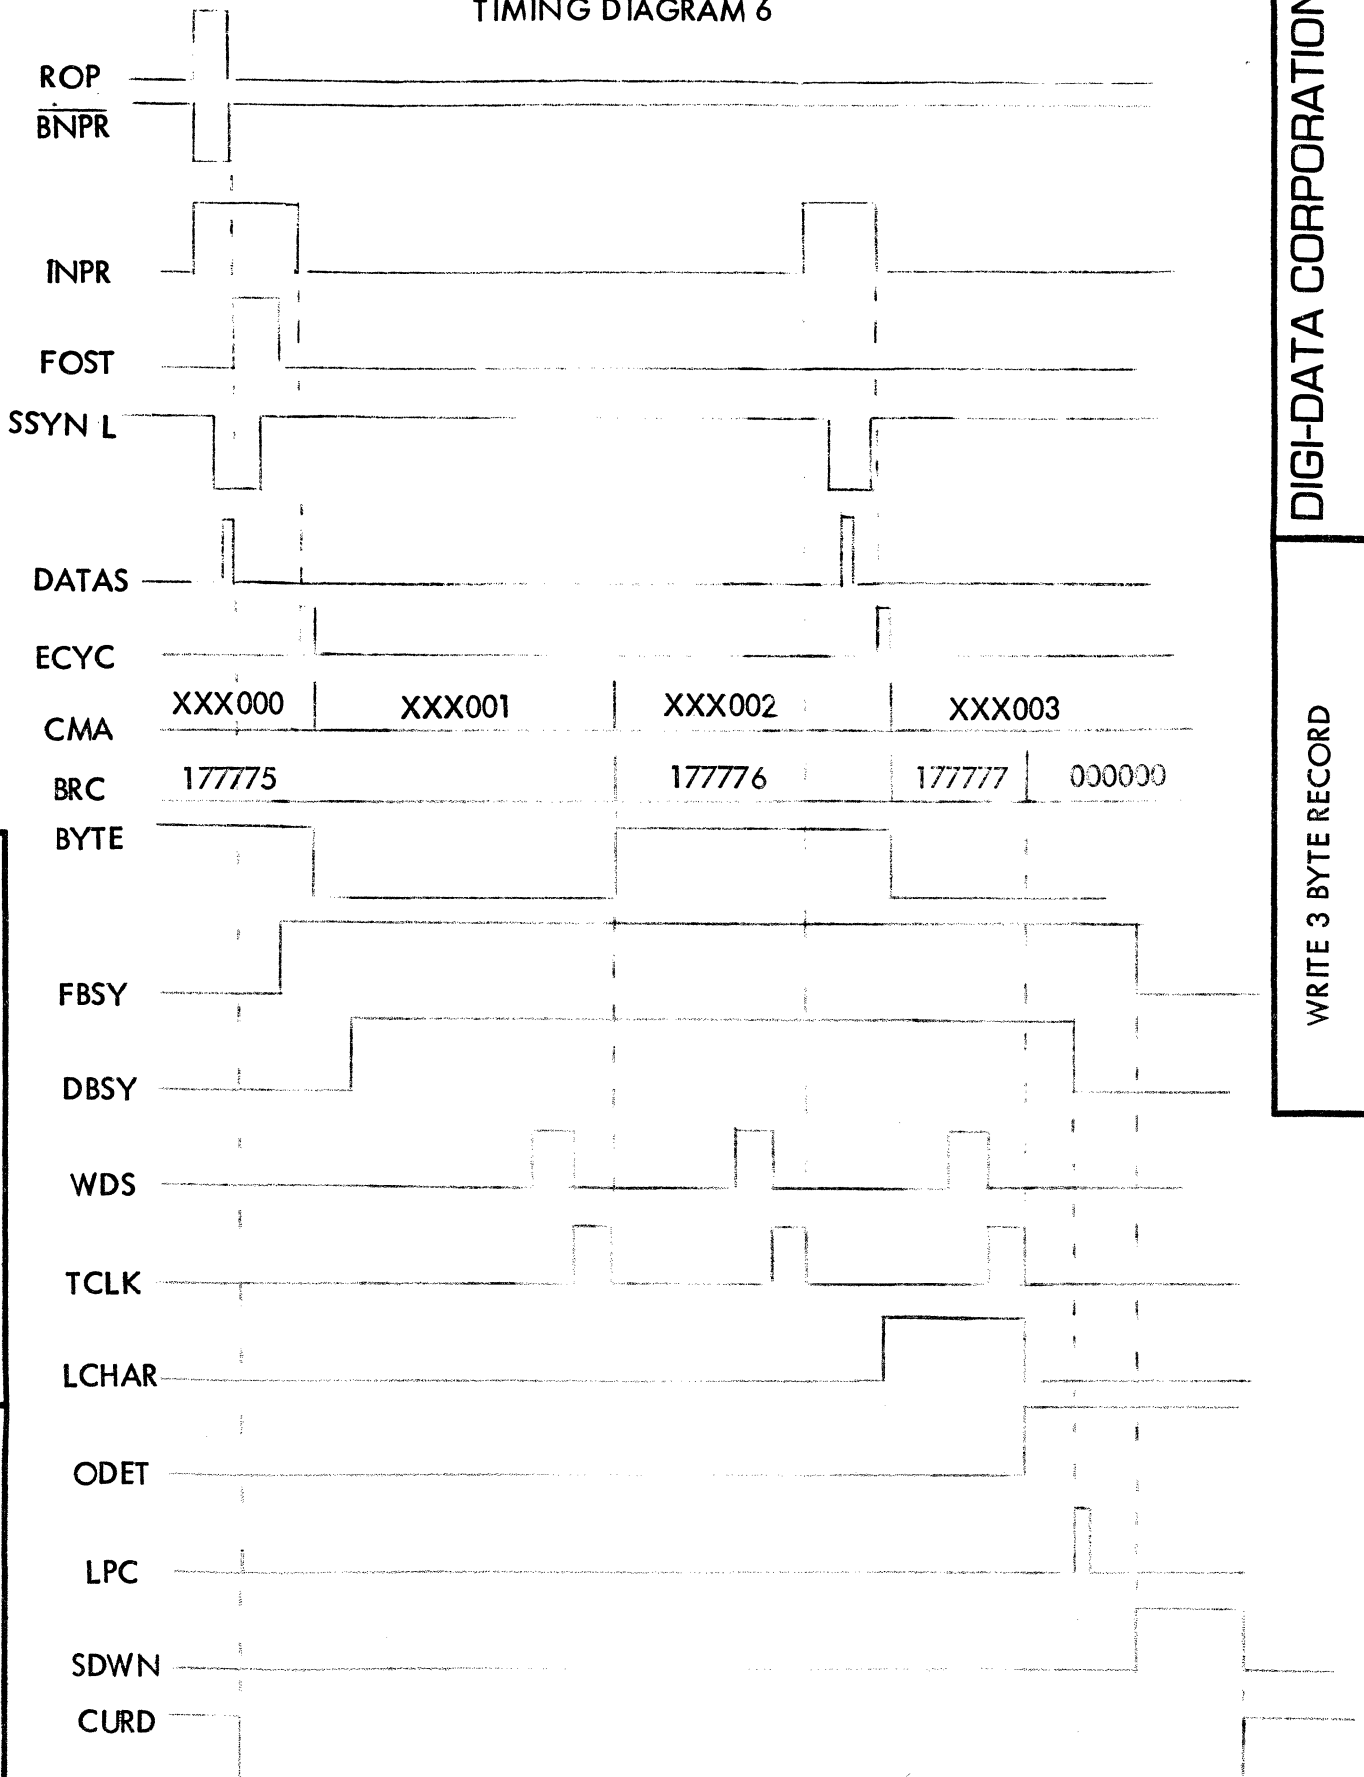 TIMING DIAGRAM 6
ROP
BNPR
INPR
FOST
SSYN L
DATAS
ECYC
XXX000 XXX001 XXX002 XXX003
CMA
177775 177776 177777 000000
BRC
BYTE
FBSY
DBSY
WDS
TCLK
LCHAR
ODET
LPC
SDWN
CURD
DIGI-DATA CORPORATION
WRITE 3 BYTE RECORD